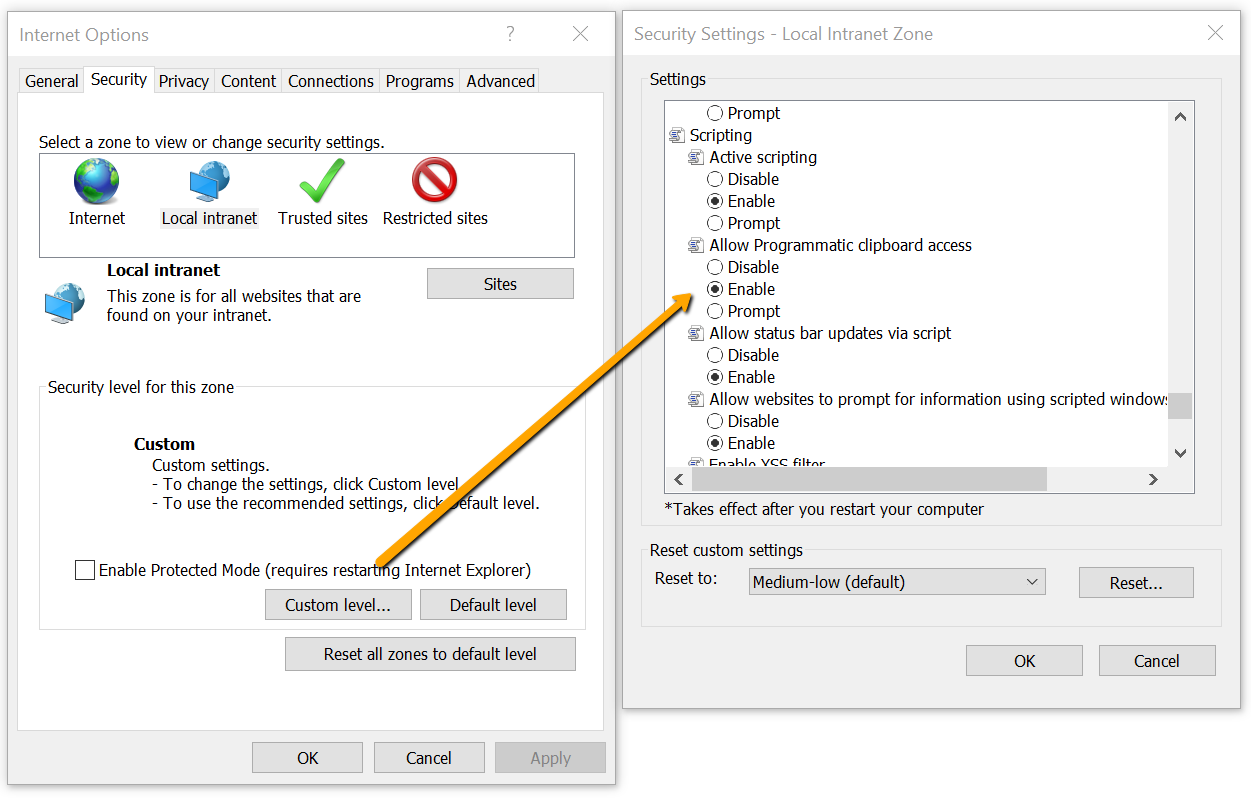 Internet Options
?
General Security Privacy Content Connections Programs Advanced
Select a zone to view or change security settings.
Internet Local intranet Trusted sites Restricted sites
Local intranet
Sites
This zone is for all websites that are
found on your intranet.
Security level for this zone
Custom
Custom settings.
- To change the settings, click Custom level.
- To use the recommended settings, click Default level.
Enable Protected Mode (requires restarting Internet Explorer)
Custom level... Default level
Reset all zones to default level
OK Cancel Apply
Security Settings - Local Intranet Zone
Settings
Prompt
Scripting
Active scripting
Disable
Enable
Prompt
Allow Programmatic clipboard access
Disable
Enable
Prompt
Allow status bar updates via script
Disable
Enable
Allow websites to prompt for information using scripted windows
Disable
Enable
Enable XSS filter
*Takes effect after you restart your computer
Reset custom settings
Reset to: Medium-low (default) Reset...
OK Cancel